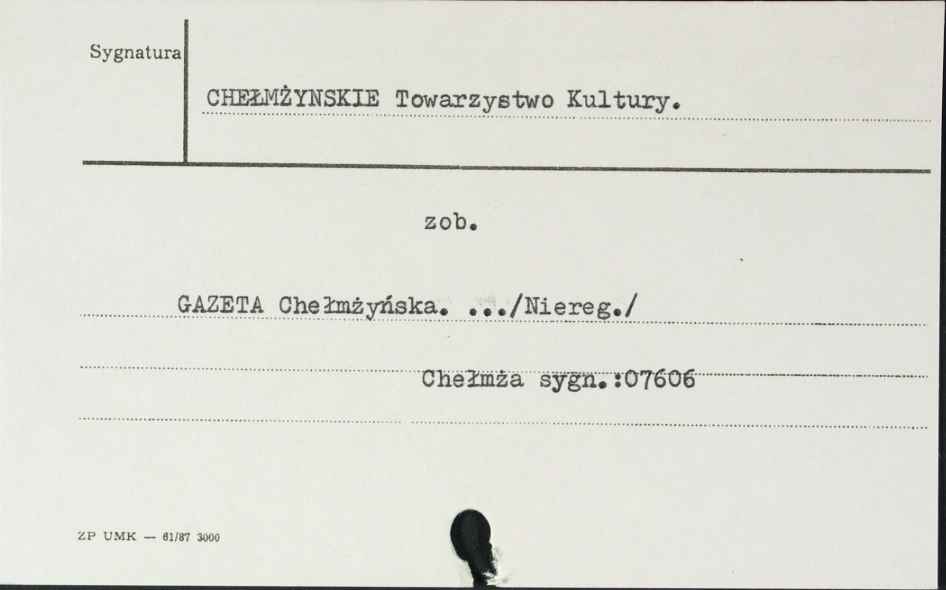 Sygnatura
CHEŁMŻYNSKIE Towarzystwo Kultury.
zob.
GAZETA Chełmżyńska. .../Niereg./
Chełmża sygn.:07606
ZP UMK — 61/87 3000